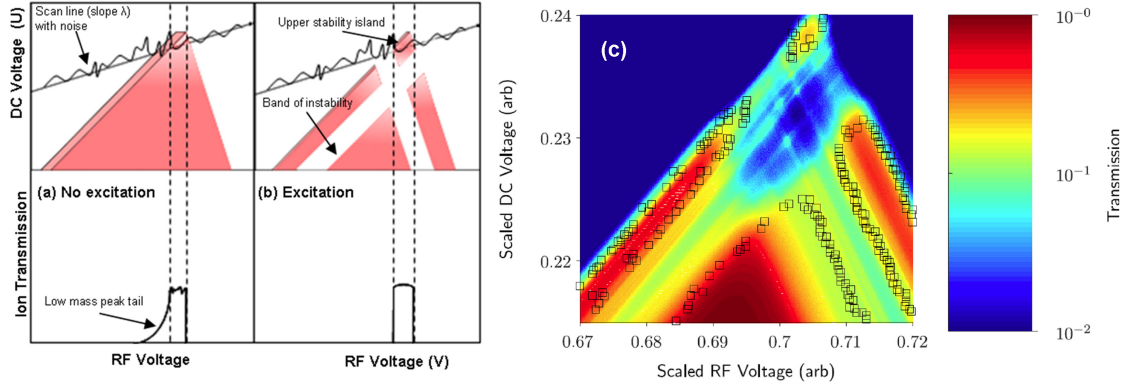 DC Voltage (U)
Scan line (slope λ)
with noise
Upper stability island
Band of instability
(a) No excitation
(b) Excitation
Ion Transmission
Low mass peak tail
RF Voltage
RF Voltage (V)
(c)
Scaled DC Voltage (arb)
0.24
0.23
0.22
0.67
0.68
0.69
0.7
0.71
0.72
Scaled RF Voltage (arb)
10⁻⁰
10⁻¹
10⁻²
Transmission